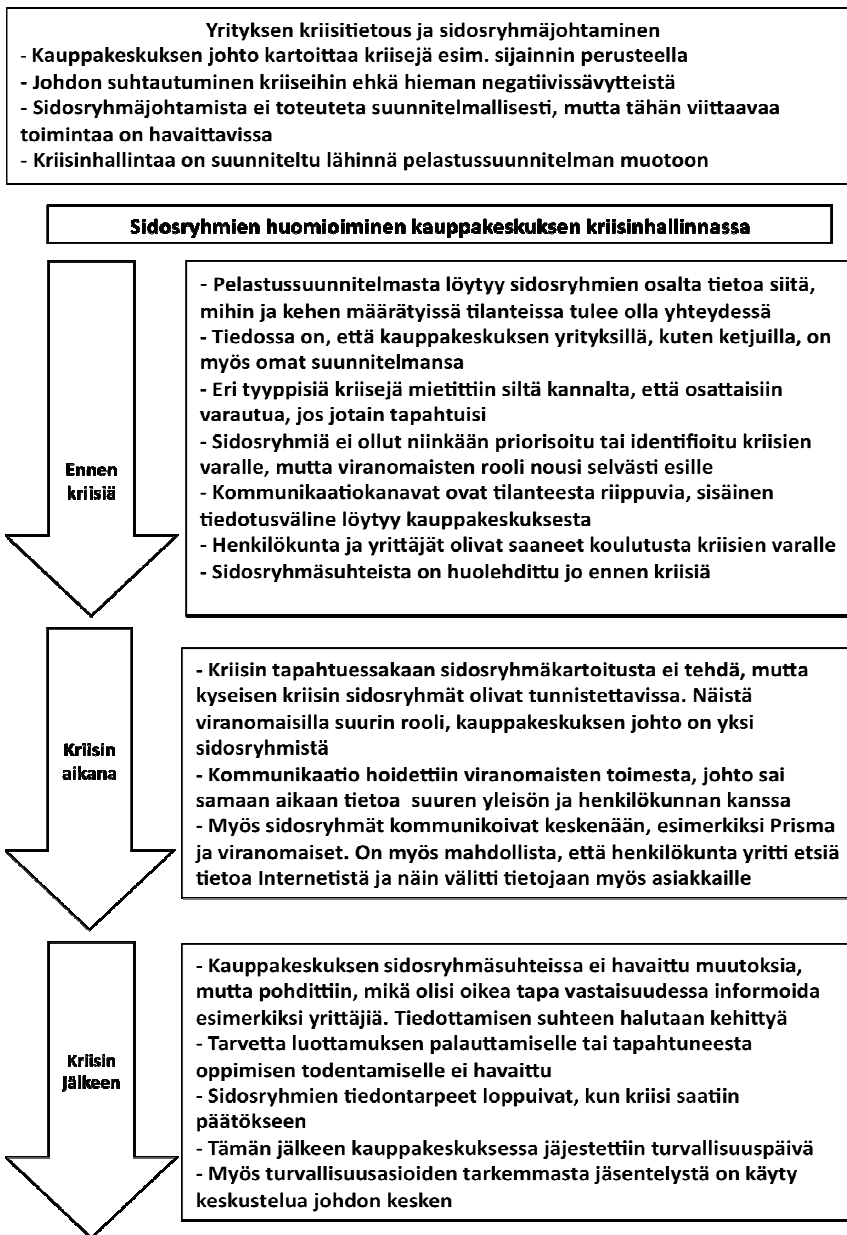 Yrityksen kriisitietous ja sidosryhmäjohtaminen
- Kauppakeskuksen johto kartoittaa kriisejä esim. sijainnin perusteella
- Johdon suhtautuminen kriiseihin ehkä hieman negatiivissävytteistä
- Sidosryhmäjohtamista ei toteuteta suunnitelmallisesti, mutta tähän viittaavaa
toimintaa on havaittavissa
- Kriisinhallintaa on suunniteltu lähinnä pelastussuunnitelman muotoon
Sidosryhmien huomioiminen kauppakeskuksen kriisinhallinnassa
Ennen
kriisiä
- Pelastussuunnitelmasta löytyy sidosryhmien osalta tietoa siitä,
mihin ja kehen määrätyissä tilanteissa tulee olla yhteydessä
- Tiedossa on, että kauppakeskuksen yrityksillä, kuten ketjuilla, on
myös omat suunnitelmansa
- Eri tyyppisiä kriisejä mietittiin siltä kannalta, että osattaisiin
varautua, jos jotain tapahtuisi
- Sidosryhmiä ei ollut niinkään priorisoitu tai identifioitu kriisien
varalle, mutta viranomaisten rooli nousi selvästi esille
- Kommunikaatiokanavat ovat tilanteesta riippuvia, sisäinen
tiedotusväline löytyy kauppakeskuksesta
- Henkilökunta ja yrittäjät olivat saaneet koulutusta kriisien varalle
- Sidosryhmäsuhteista on huolehdittu jo ennen kriisiä
Kriisin
aikana
- Kriisin tapahtuessakaan sidosryhmäkartoitusta ei tehdä, mutta
kyseisen kriisin sidosryhmät olivat tunnistettavissa. Näistä
viranomaisilla suurin rooli, kauppakeskuksen johto on yksi
sidosryhmistä
- Kommunikaatio hoidettiin viranomaisten toimesta, johto sai
samaan aikaan tietoa suuren yleisön ja henkilökunnan kanssa
- Myös sidosryhmät kommunikoivat keskenään, esimerkiksi Prisma
ja viranomaiset. On myös mahdollista, että henkilökunta yritti etsiä
tietoa Internetistä ja näin välitti tietojaan myös asiakkaille
Kriisin
Jälkeen
- Kauppakeskuksen sidosryhmäsuhteissa ei havaittu muutoksia,
mutta pohdittiin, mikä olisi oikea tapa vastaisuudessa informoida
esimerkiksi yrittäjiä. Tiedottamisen suhteen halutaan kehittyä
- Tarvetta luottamuksen palauttamiselle tai tapahtuneesta
oppimisen todentamiselle ei havaittu
- Sidosryhmien tiedontarpeet loppuivat, kun kriisi saatiin
päätökseen
- Tämän jälkeen kauppakeskuksessa jäjestettiin turvallisuuspäivä
- Myös turvallisuusasioiden tarkemmasta jäsentelystä on käyty
keskustelua johdon kesken